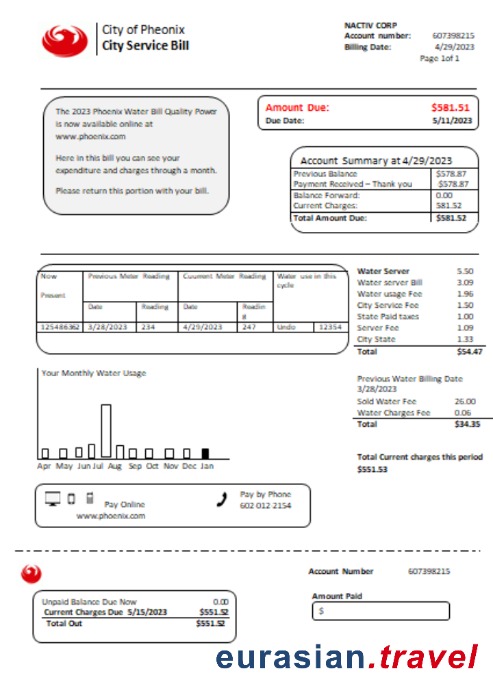 City of Pheonix
City Service Bill
NACTIV CORP
Account number: 607398215
Billing Date: 4/29/2023
Page 1of 1
The 2023 Phoenix Water Bill Quality Power
is now available online at
www.phoenix.com
Here in this bill you can see your
expenditure and charges through a month.
Please return this portion with your bill.
Amount Due: $581.51
Due Date: 5/11/2023
Account Summary at 4/29/2023
Previous Balance $578.87
Payment Received – Thank you $578.87
Balance Forward: 0.00
Current Charges: 581.52
Total Amount Due: $581.52
Now Present Previous Meter Reading Cuument Meter Reading Water use in this cycle
Date Reading Date Reading
125486362 3/28/2023 234 4/29/2023 247 Undo 12354
Water Server 5.50
Water server Bill 3.09
Water usage Fee 1.96
City Service Fee 1.50
State Paid taxes 1.00
Server Fee 1.09
City State 1.33
Total $54.47
Your Monthly Water Usage
Apr May Jun Jul Aug Sep Oct Nov Dec Jan
Previous Water Billing Date
3/28/2023
Sold Water Fee 26.00
Water Charges Fee 0.06
Total $34.35
Total Current charges this period
$551.53
Pay Online
www.phoenix.com
Pay by Phone
602 012-2154
Account Number 607398215
Unpaid Balance Due Now 0.00
Current Charges Due 5/15/2023 $551.52
Total Out $551.52
Amount Paid
$
eurasian.travel